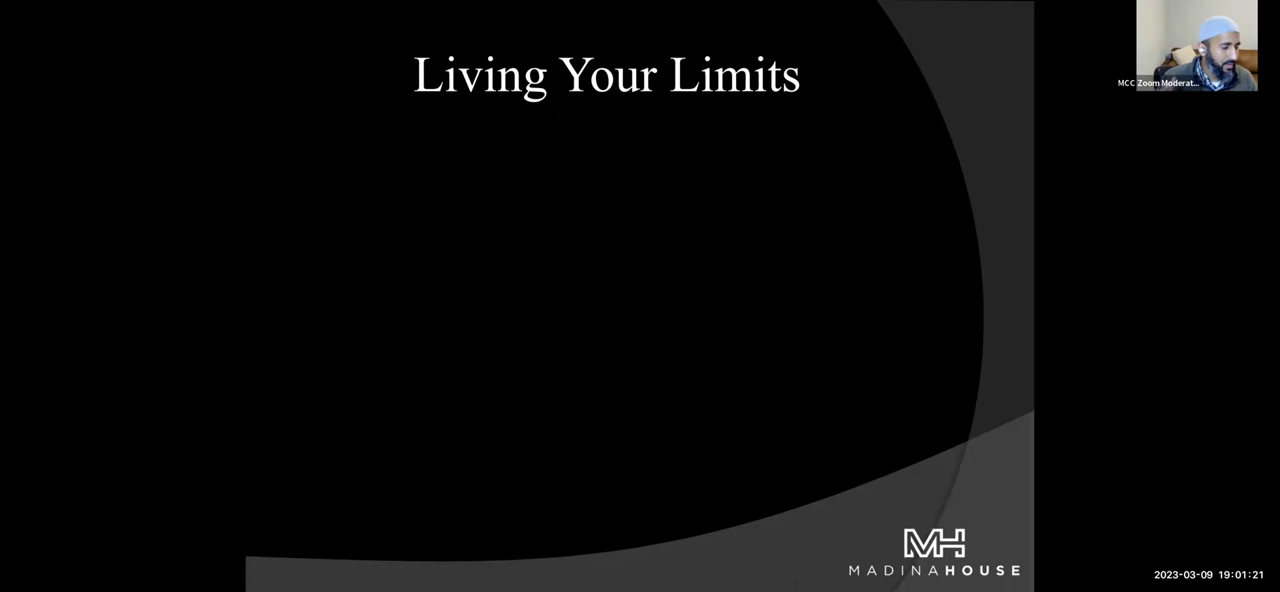 Living Your Limits
MCC Zoom Moderat...
MH
MADINAHOUSE
2023-03-09 19:01:21